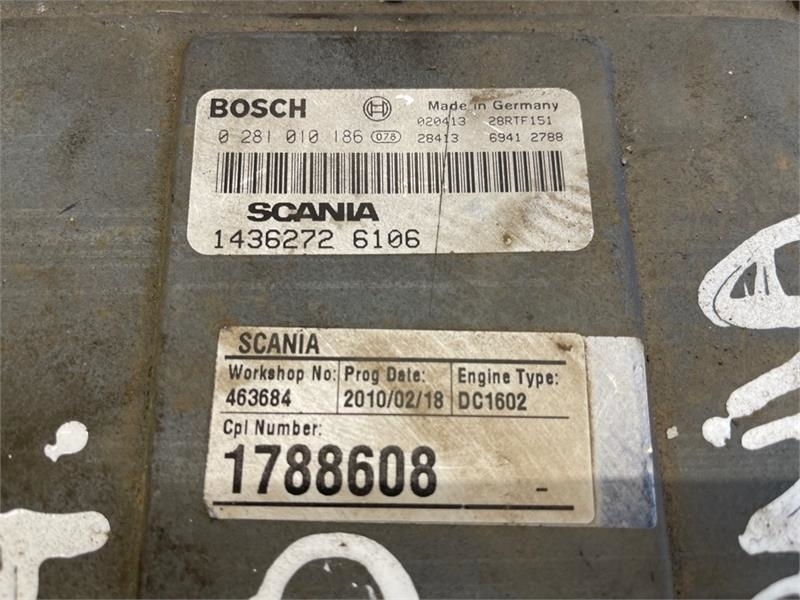 BOSCH Made in Germany
020413 28RTF151
0 281 010 186 078 28413 6941 2788
SCANIA
1436272 6106
SCANIA
Workshop No: Prog Date: Engine Type:
463684 2010/02/18 DC1602
Cpl Number:
1788608 -